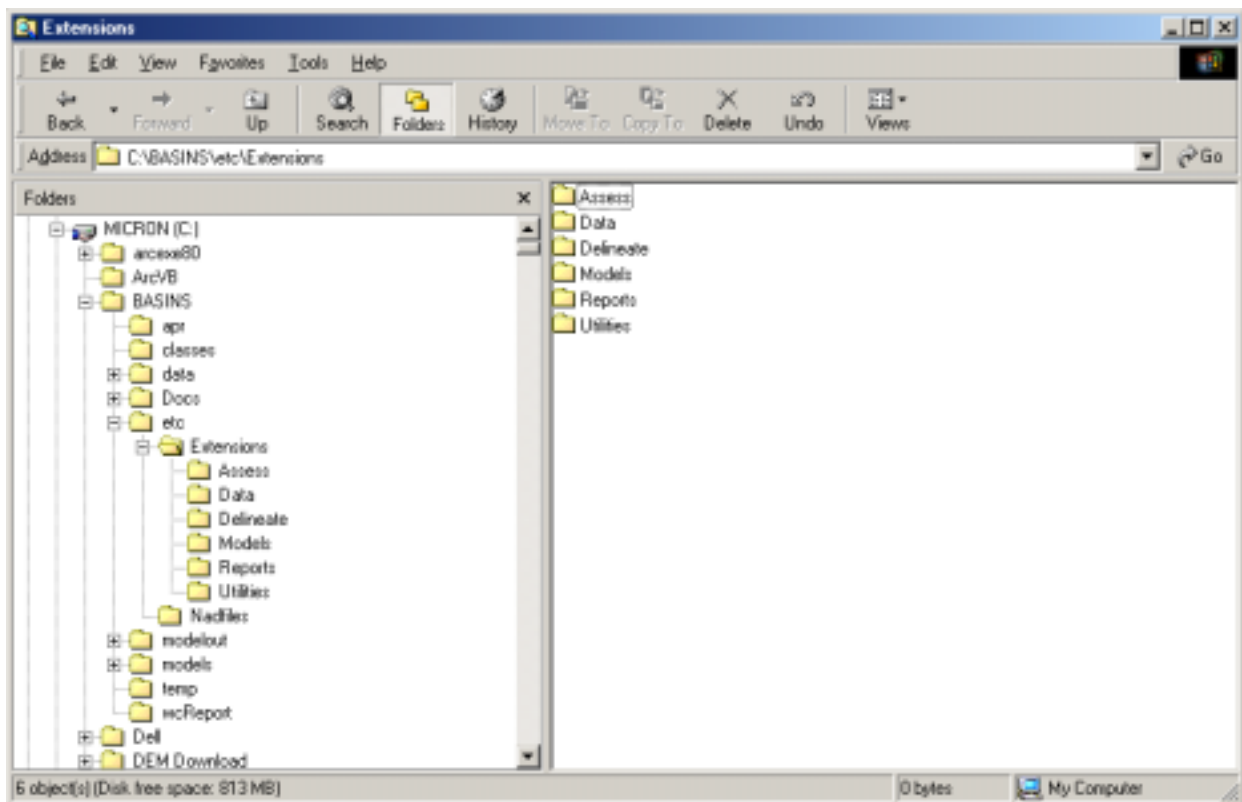 Extensions
File Edit View Favorites Tools Help
Back Forward Up Search Folders History Move To Copy To Delete Undo Views
Address C:\BASINS\etc\Extensions Go
Folders
MICRON (C:)
arcexe80
ArcVB
BASINS
apr
classes
data
Docs
etc
Extensions
Assess
Data
Delineate
Models
Reports
Utilities
Nadfiles
modelout
models
temp
wcReport
Dell
DEM Download
Assess
Data
Delineate
Models
Reports
Utilities
6 object(s) (Disk free space: 813 MB) 0 bytes My Computer